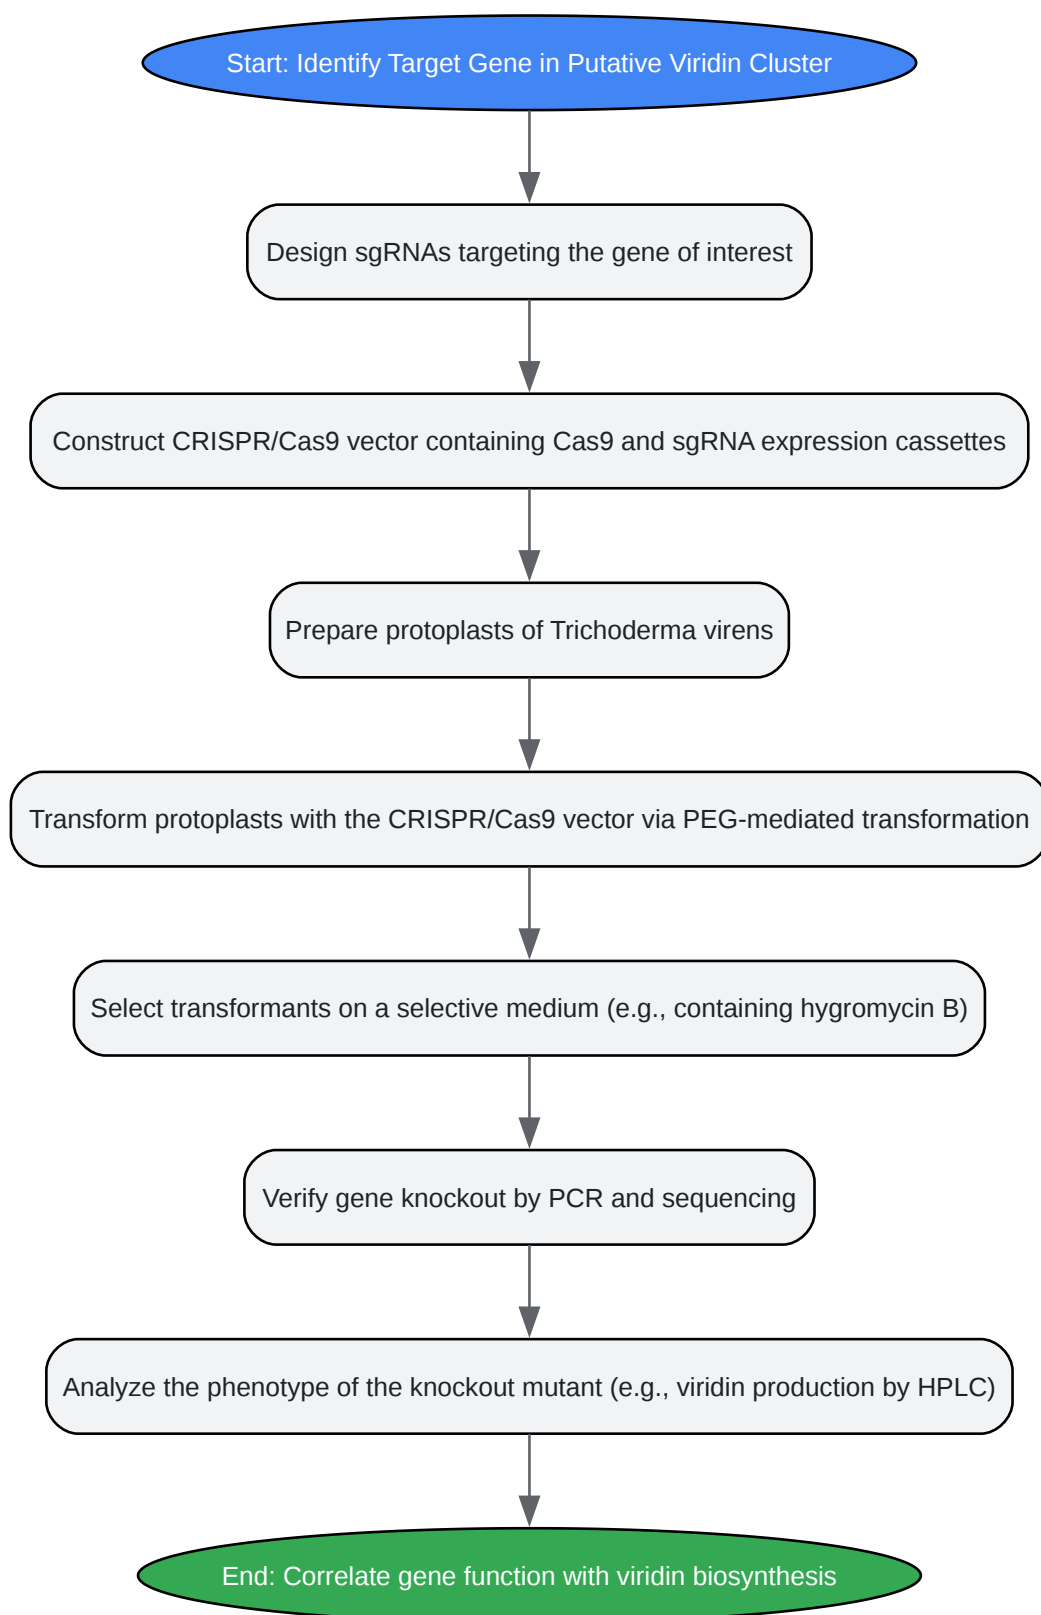 Start: Identify Target Gene in Putative Viridin Cluster
Design sgRNAs targeting the gene of interest
Construct CRISPR/Cas9 vector containing Cas9 and sgRNA expression cassettes
Prepare protoplasts of Trichoderma virens
Transform protoplasts with the CRISPR/Cas9 vector via PEG-mediated transformation
Select transformants on a selective medium (e.g., containing hygromycin B)
Verify gene knockout by PCR and sequencing
Analyze the phenotype of the knockout mutant (e.g., viridin production by HPLC)
End: Correlate gene function with viridin biosynthesis